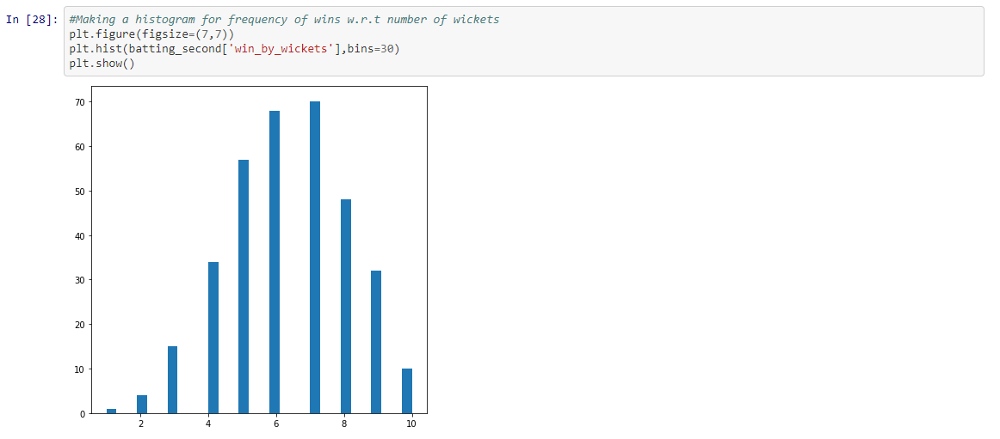 In [28]: #Making a histogram for frequency of wins w.r.t number of wickets
plt.figure(figsize=(7,7))
plt.hist(batting_second['win_by_wickets'],bins=30)
plt.show()
70
60
50
40
30
20
10
0
2 4 6 8 10